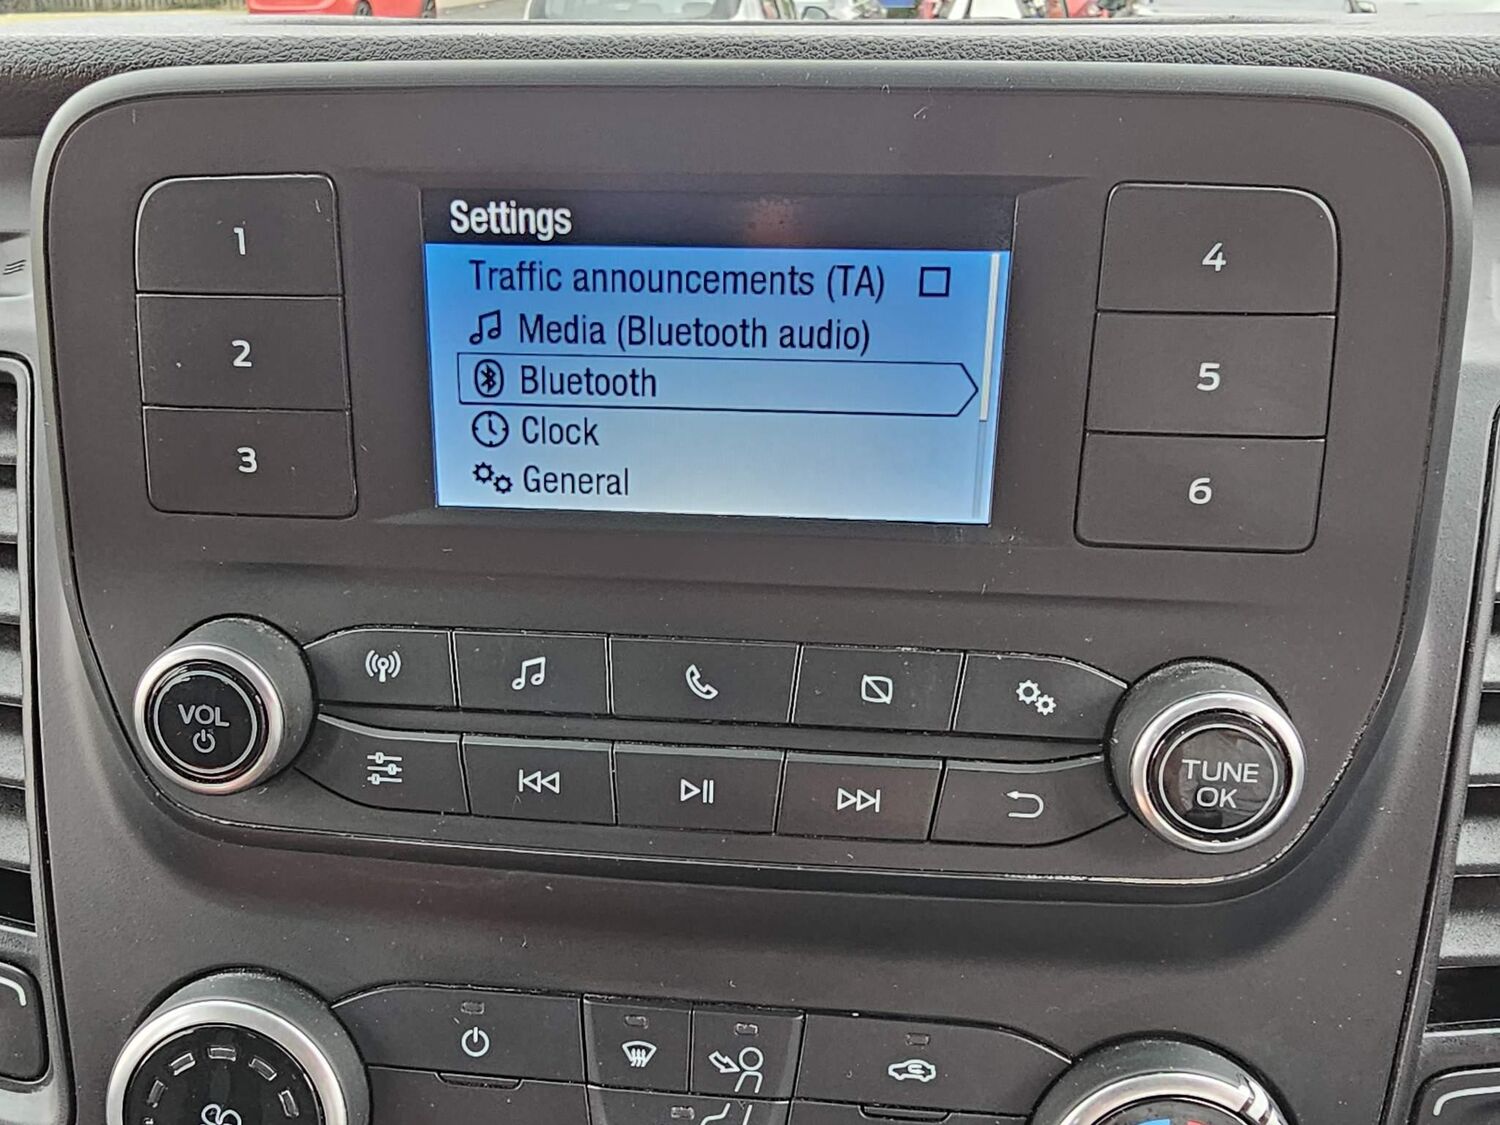 Settings
Traffic announcements (TA)
Media (Bluetooth audio)
Bluetooth
Clock
General
1
2
3
4
5
6
VOL
TUNE
OK